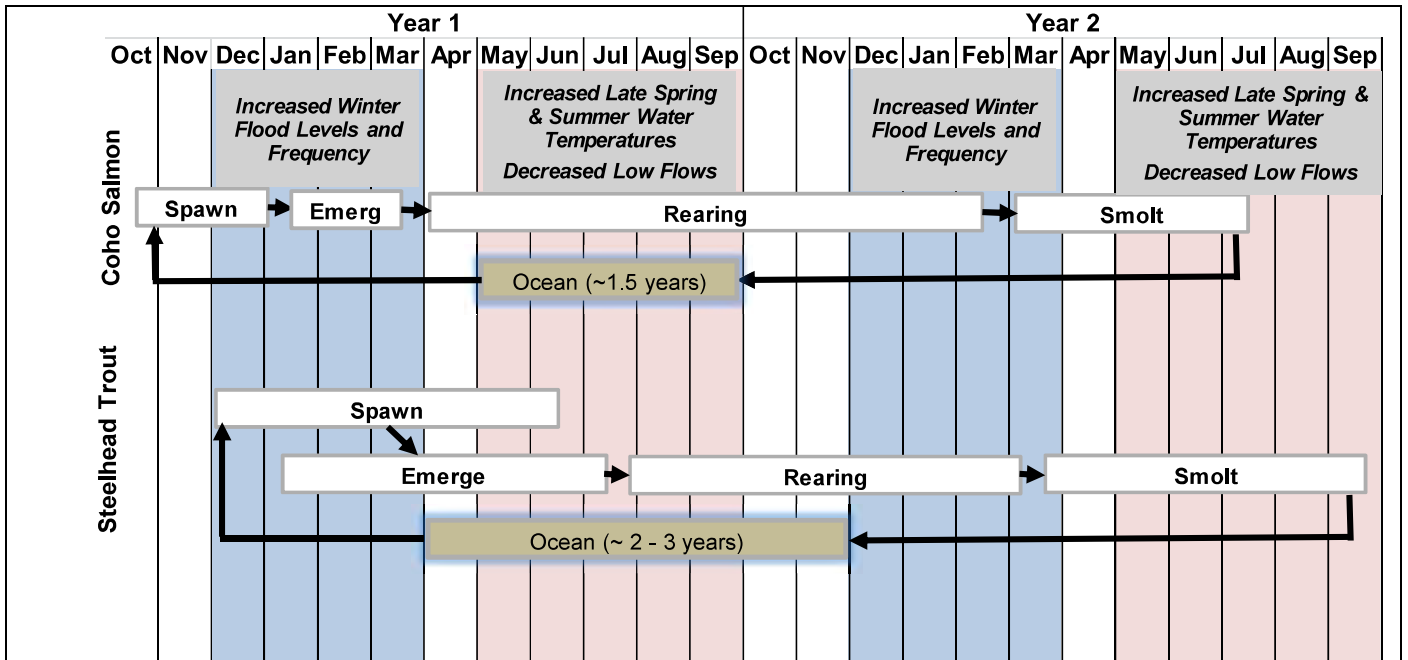 Year 1 Year 2
Oct Nov Dec Jan Feb Mar Apr May Jun Jul Aug Sep Oct Nov Dec Jan Feb Mar Apr May Jun Jul Aug Sep
Coho Salmon
Increased Winter
Flood Levels and
Frequency
Increased Late Spring
& Summer Water
Temperatures
Decreased Low Flows
Increased Winter
Flood Levels and
Frequency
Increased Late Spring &
Summer Water
Temperatures
Decreased Low Flows
Spawn Emerg Rearing Smolt
Ocean (~1.5 years)
Steelhead Trout
Spawn
Emerge Rearing Smolt
Ocean (~ 2 - 3 years)